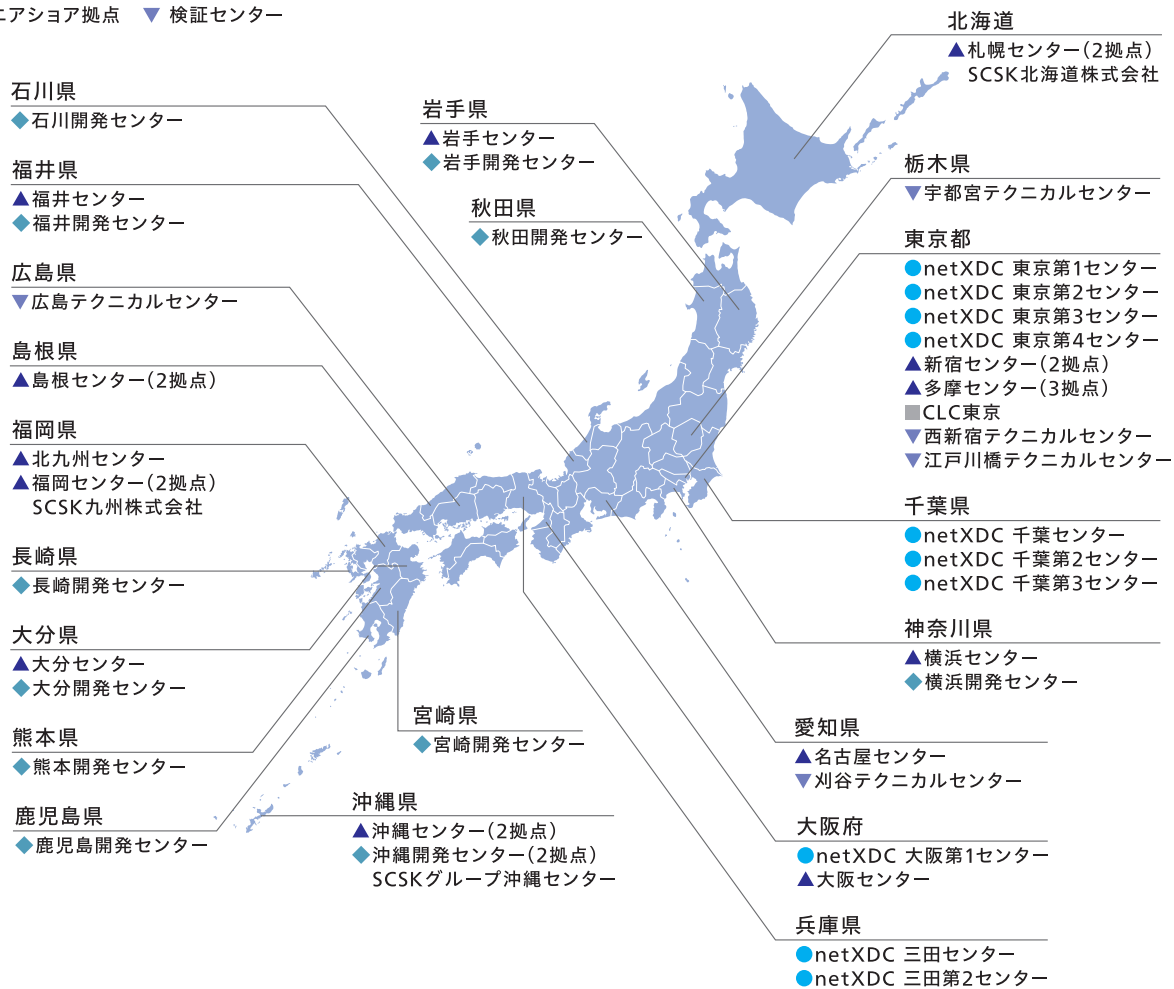 ニアショア拠点 ▼ 検証センター
北海道
▲札幌センター(2拠点)
SCSK北海道株式会社
石川県
◆石川開発センター
福井県
▲福井センター
◆福井開発センター
広島県
▼広島テクニカルセンター
島根県
▲島根センター(2拠点)
福岡県
▲北九州センター
▲福岡センター(2拠点)
SCSK九州株式会社
長崎県
◆長崎開発センター
大分県
▲大分センター
◆大分開発センター
熊本県
◆熊本開発センター
鹿児島県
◆鹿児島開発センター
岩手県
▲岩手センター
◆岩手開発センター
秋田県
◆秋田開発センター
宮崎県
◆宮崎開発センター
沖縄県
▲沖縄センター(2拠点)
◆沖縄開発センター(2拠点)
SCSKグループ沖縄センター
栃木県
▼宇都宮テクニカルセンター
東京都
●netXDC 東京第1センター
●netXDC 東京第2センター
●netXDC 東京第3センター
●netXDC 東京第4センター
▲新宿センター(2拠点)
▲多摩センター(3拠点)
■CLC東京
▼西新宿テクニカルセンター
▼江戸川橋テクニカルセンター
千葉県
●netXDC 千葉センター
●netXDC 千葉第2センター
●netXDC 千葉第3センター
神奈川県
▲横浜センター
◆横浜開発センター
愛知県
▲名古屋センター
▼刈谷テクニカルセンター
大阪府
●netXDC 大阪第1センター
▲大阪センター
兵庫県
●netXDC 三田センター
●netXDC 三田第2センター